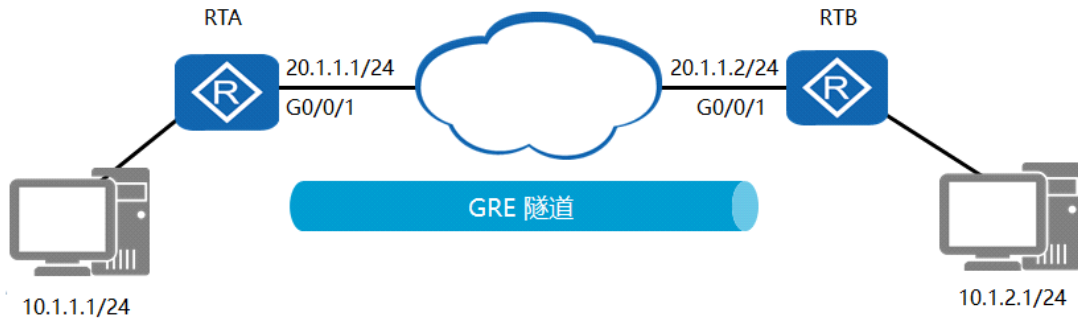 RTA
RTB
20.1.1.1/24
20.1.1.2/24
R
R
G0/0/1
G0/0/1
GRE 隧道
10.1.1.1/24
10.1.2.1/24